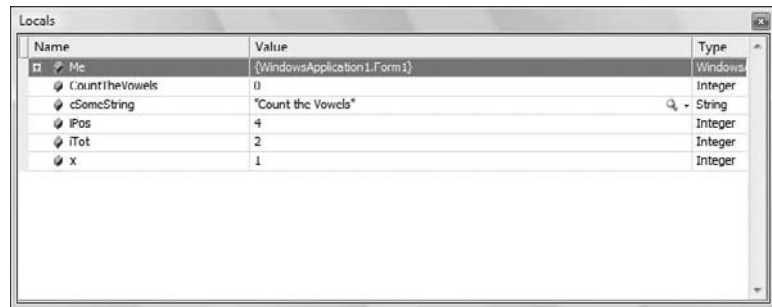 Locals
Name Value Type
Me {WindowsApplication1.Form1} Windows
CountTheVowels 0 Integer
cSomeString "Count the Vowels" String
iPos 4 Integer
iTot 2 Integer
x 1 Integer